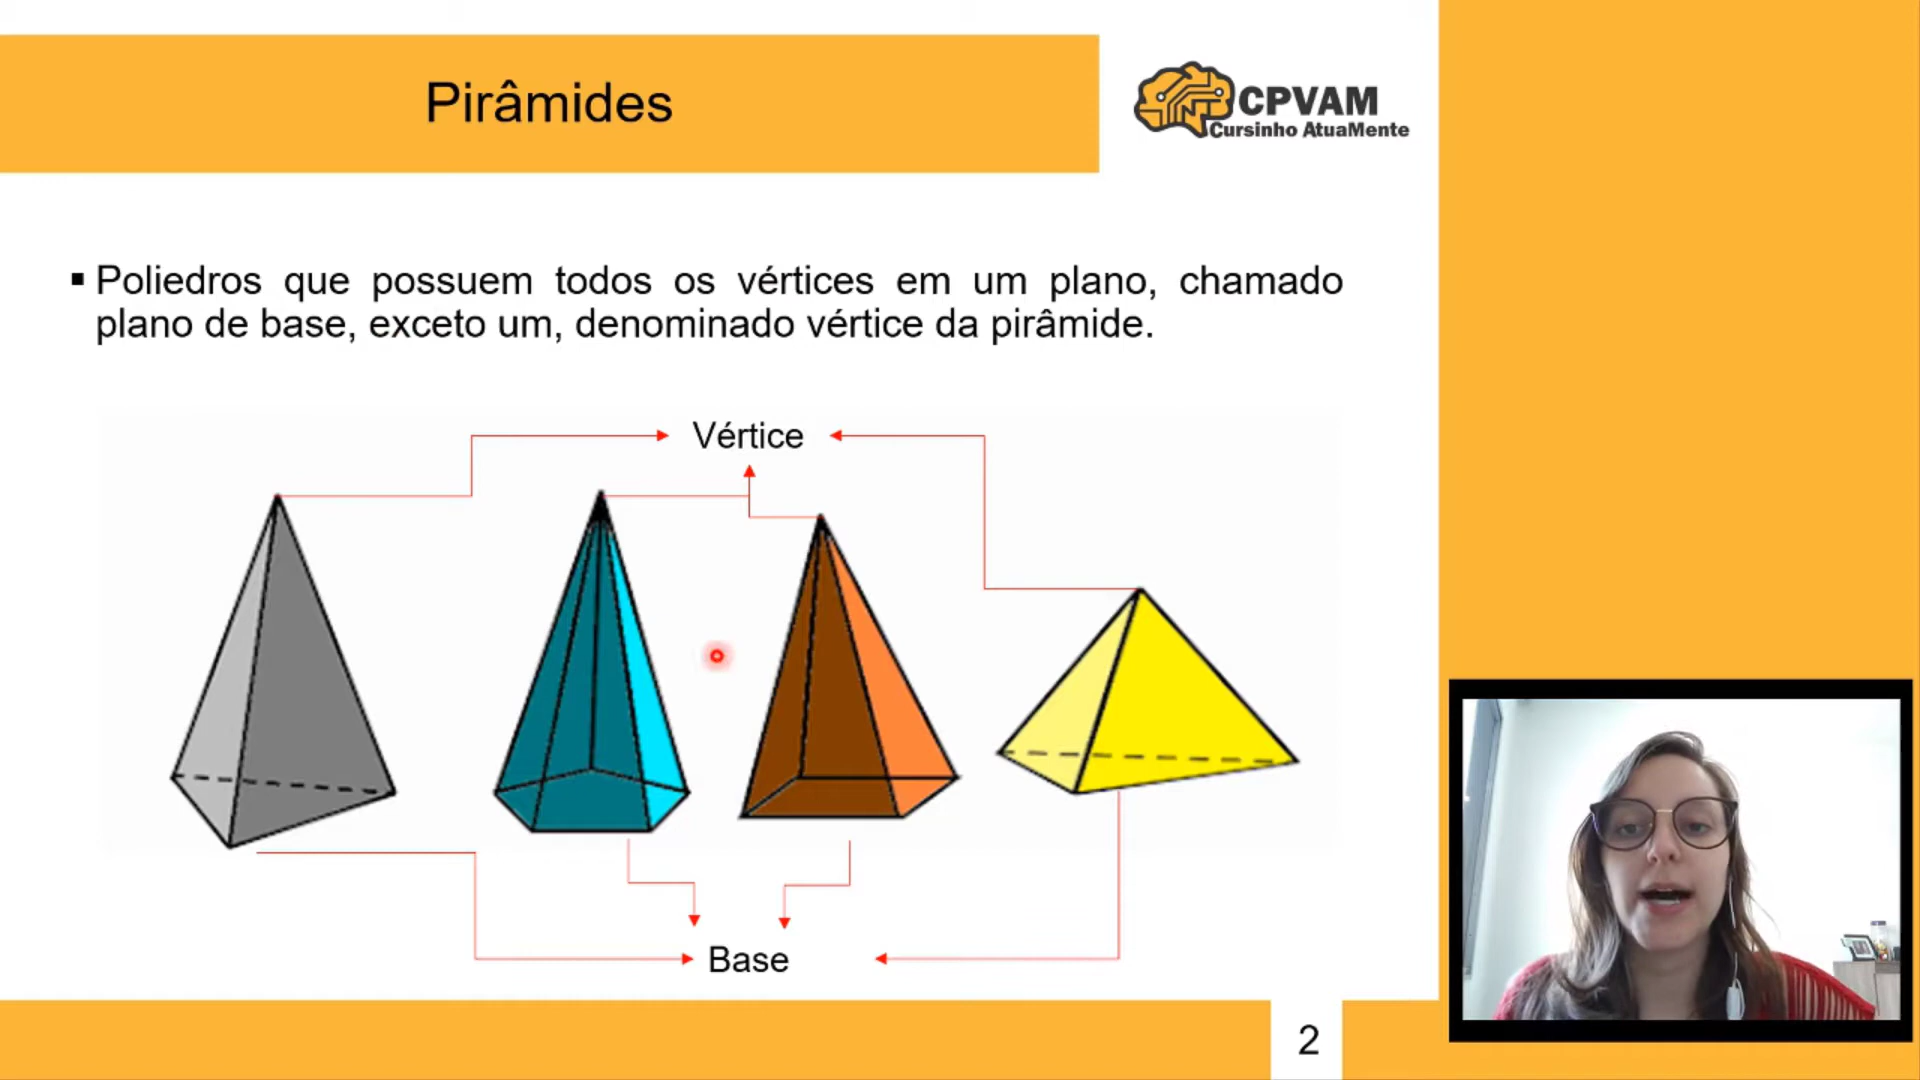 Pirâmides
CPVAM
Cursinho AtuaMente
▪ Poliedros que possuem todos os vértices em um plano, chamado
plano de base, exceto um, denominado vértice da pirâmide.
Vértice
Base
2